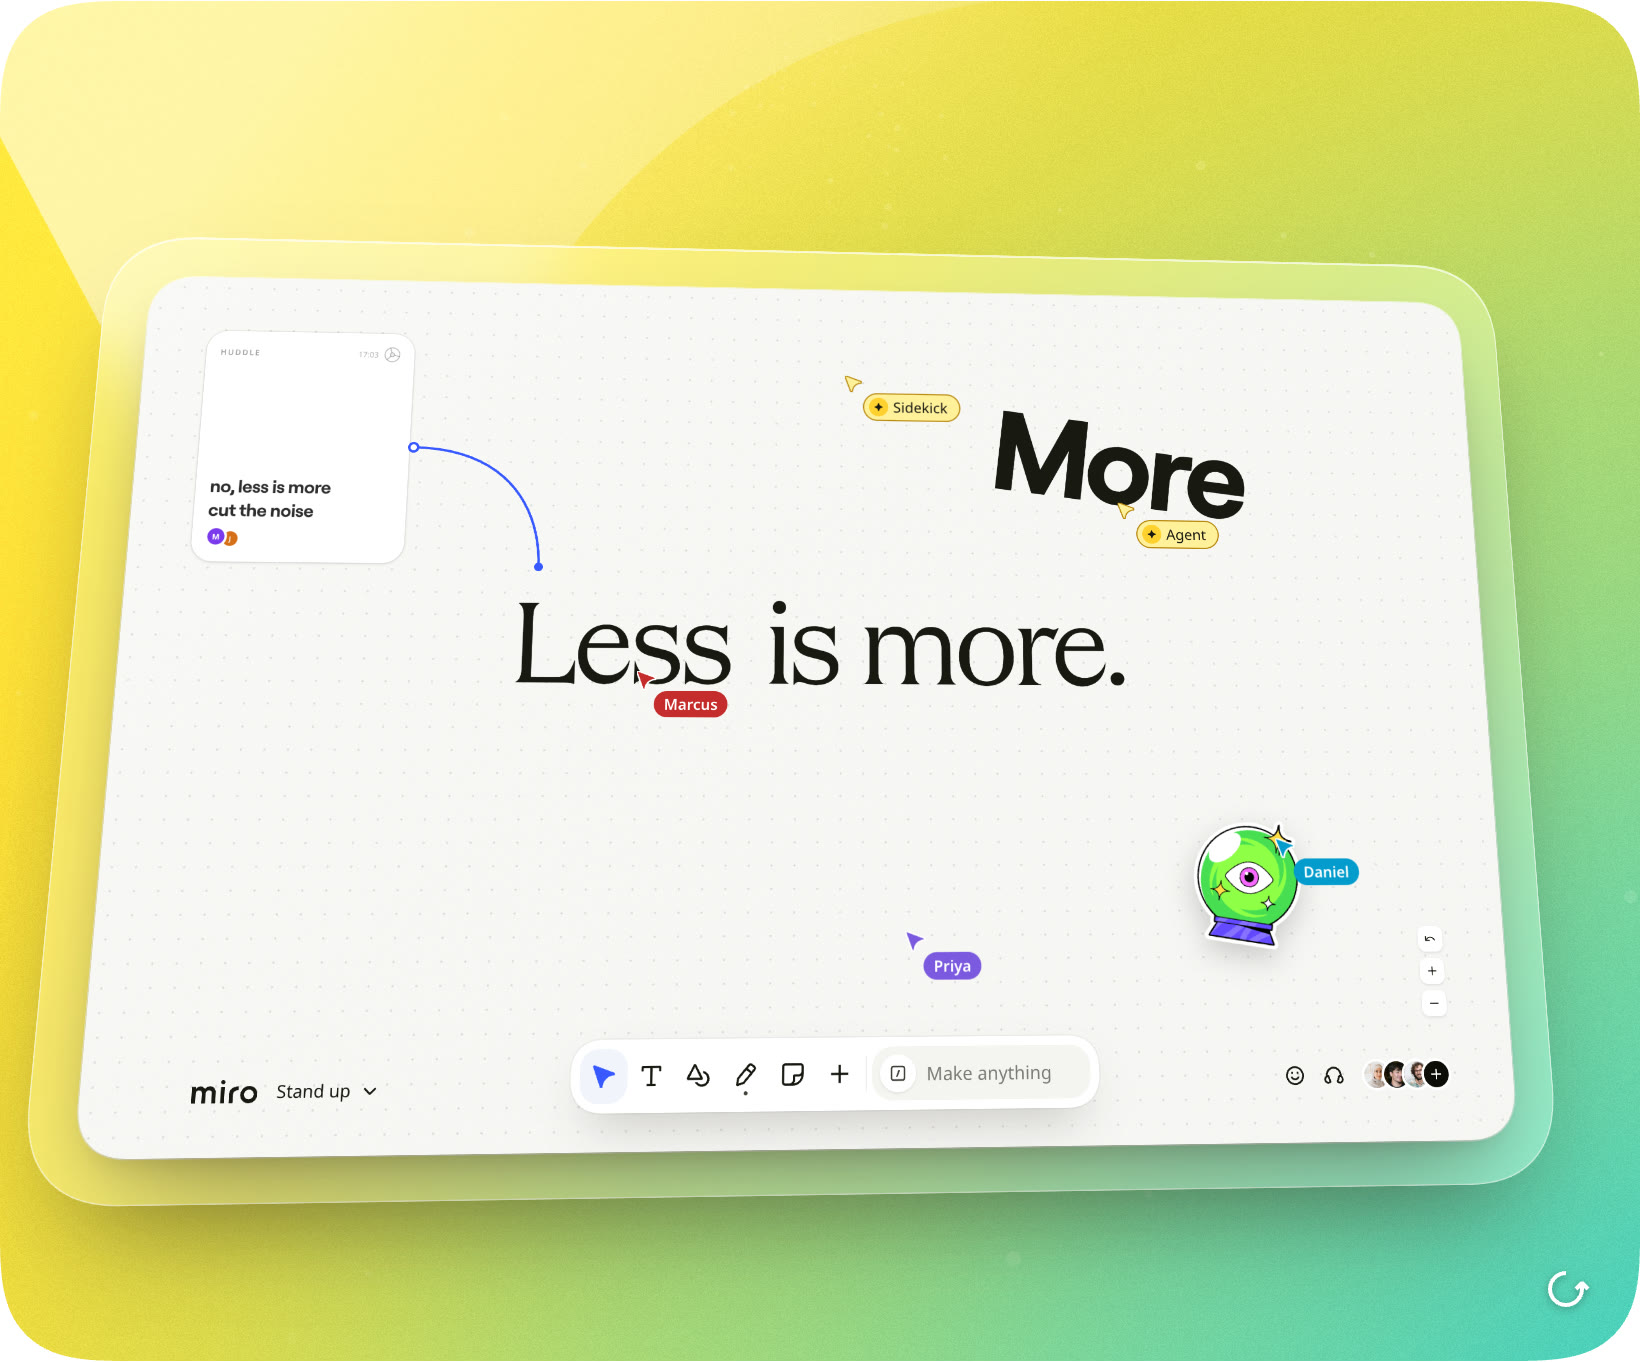 HUDDLE 17:03
no, less is more
cut the noise
M J
Sidekick
More
Agent
Less is more.
Marcus
Daniel
Priya
miro Stand up
Make anything